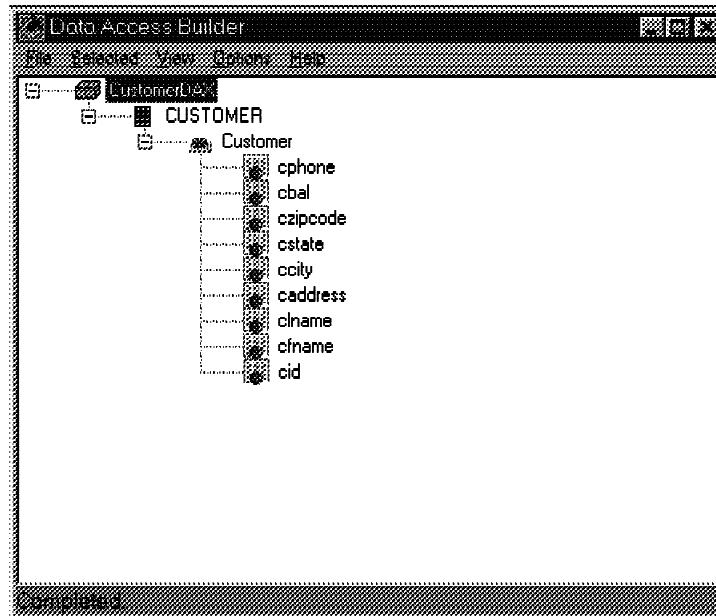 Data Access Builder
File Selected View Options Help
CustomerDAX
CUSTOMER
Customer
cphone
cbal
czipcode
cstate
ccity
caddress
clname
cfname
cid
Completed.